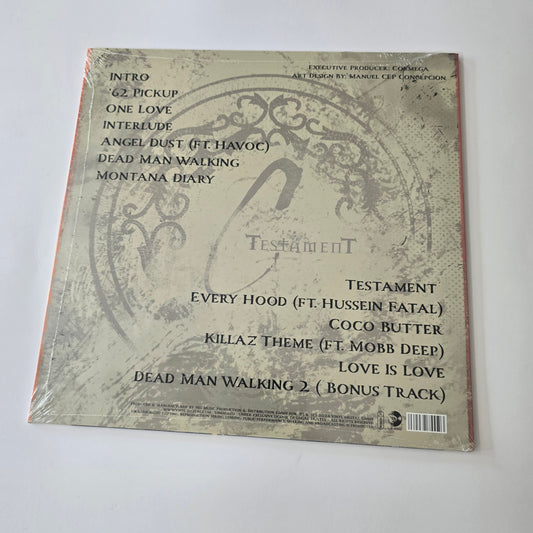 Executive Producer: Cormega
Art Design by: Manuel CEP Concepcion
Intro
'62 Pickup
One Love
Interlude
Angel Dust (ft. Havoc)
Dead Man Walking
Montana Diary
Testament
Testament
Every Hood (ft. Hussein Fatal)
Coco Butter
Killaz Theme (ft. Mobb Deep)
Love is Love
Dead Man Walking 2 ( Bonus Track)